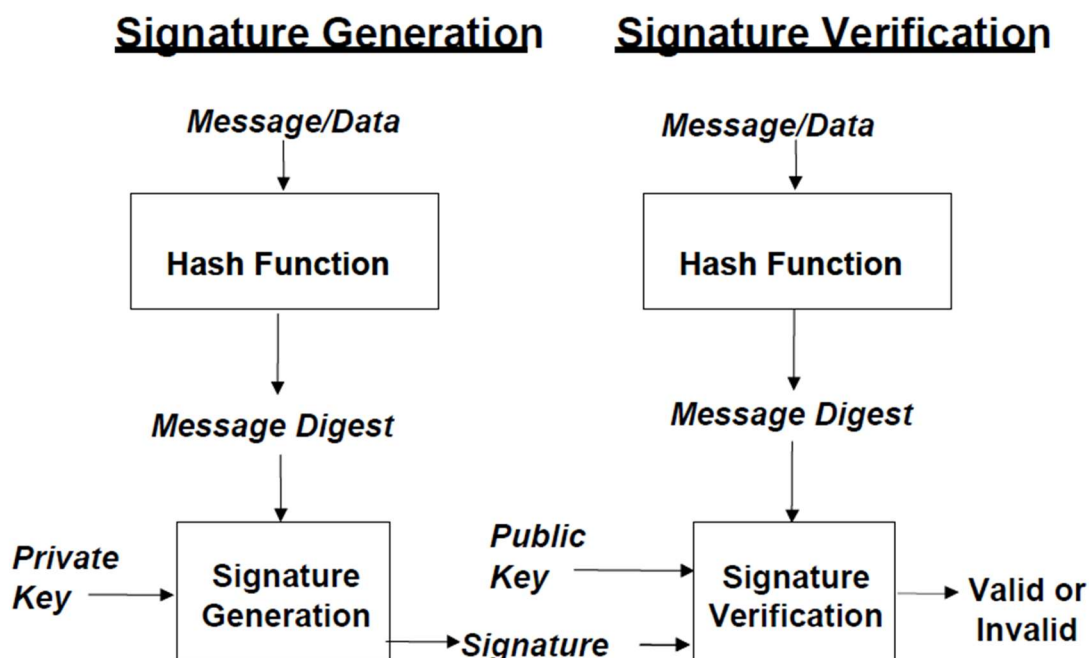 Signature Generation
Message/Data
Hash Function
Message Digest
Private
Key
Signature
Generation
Signature
Signature Verification
Message/Data
Hash Function
Message Digest
Public
Key
Signature
Verification
Valid or
Invalid